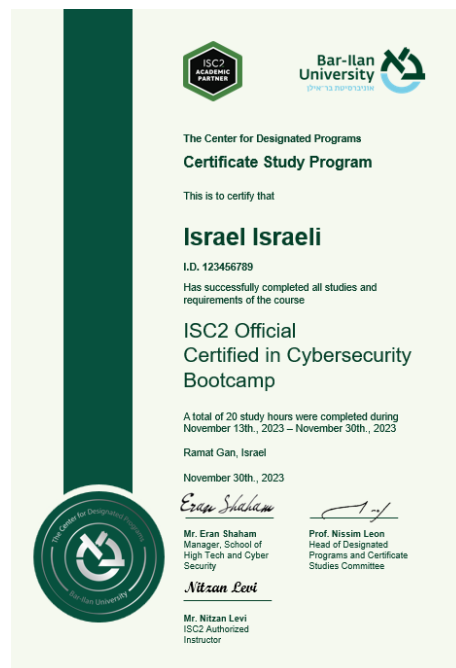 ISC2
ACADEMIC
PARTNER
Bar-Ilan
University
אוניברסיטת בר־אילן
The Center for Designated Programs
Certificate Study Program
This is to certify that
Israel Israeli
I.D. 123456789
Has successfully completed all studies and
requirements of the course
ISC2 Official
Certified in Cybersecurity
Bootcamp
A total of 20 study hours were completed during
November 13th., 2023 – November 30th., 2023
Ramat Gan, Israel
November 30th., 2023
Eran Shaham
Mr. Eran Shaham
Manager, School of
High Tech and Cyber
Security
Prof. Nissim Leon
Head of Designated
Programs and Certificate
Studies Committee
Nitzan Levi
Mr. Nitzan Levi
ISC2 Authorized
Instructor
The Center for Designated Programs
Bar-Ilan University